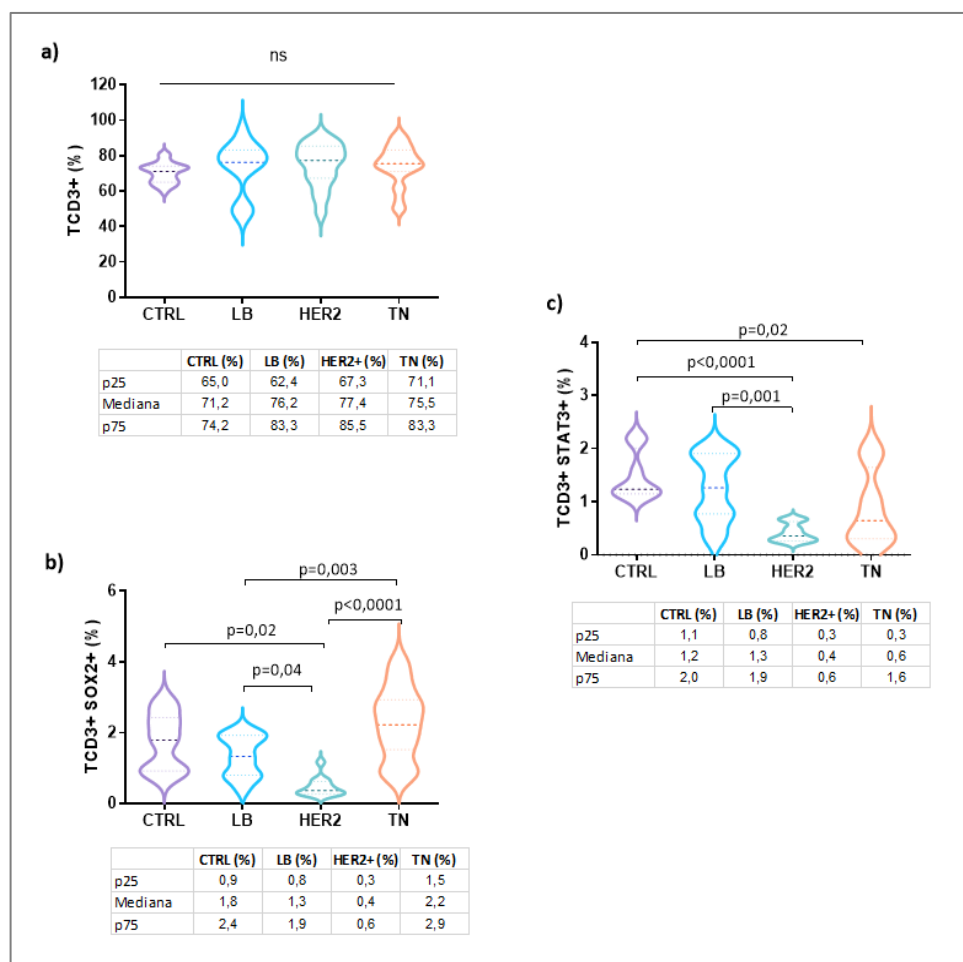 a)
ns
TCD3+ (%)
120
100
80
60
40
20
0
CTRL LB HER2 TN
CTRL (%) LB (%) HER2+ (%) TN (%)
p25 65,0 62,4 67,3 71,1
Mediana 71,2 76,2 77,4 75,5
p75 74,2 83,3 85,5 83,3
b)
TCD3+ SOX2+ (%)
6
4
2
0
p=0,003
p<0,0001
p=0,02
p=0,04
CTRL LB HER2 TN
CTRL (%) LB (%) HER2+ (%) TN (%)
p25 0,9 0,8 0,3 1,5
Mediana 1,8 1,3 0,4 2,2
p75 2,4 1,9 0,6 2,9
c)
TCD3+ STAT3+ (%)
4
3
2
1
0
p=0,02
p<0,0001
p=0,001
CTRL LB HER2 TN
CTRL (%) LB (%) HER2+ (%) TN (%)
p25 1,1 0,8 0,3 0,3
Mediana 1,2 1,3 0,4 0,6
p75 2,0 1,9 0,6 1,6